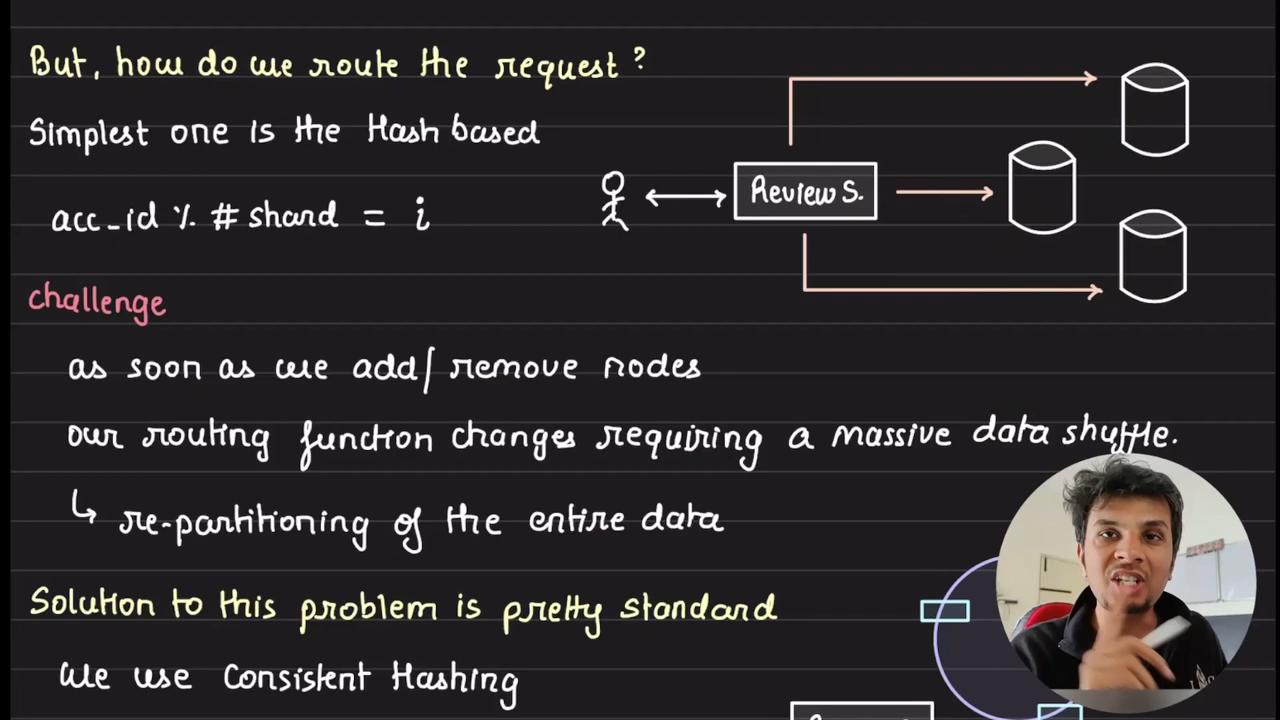 But, how do we route the request?
Simplest one is the Hash based
Review S.
acc_id % # shard = i
challenge
as soon as we add/remove nodes
our routing function changes requiring a massive data shuffle.
↳ re-partitioning of the entire data
Solution to this problem is pretty standard
We use Consistent Hashing